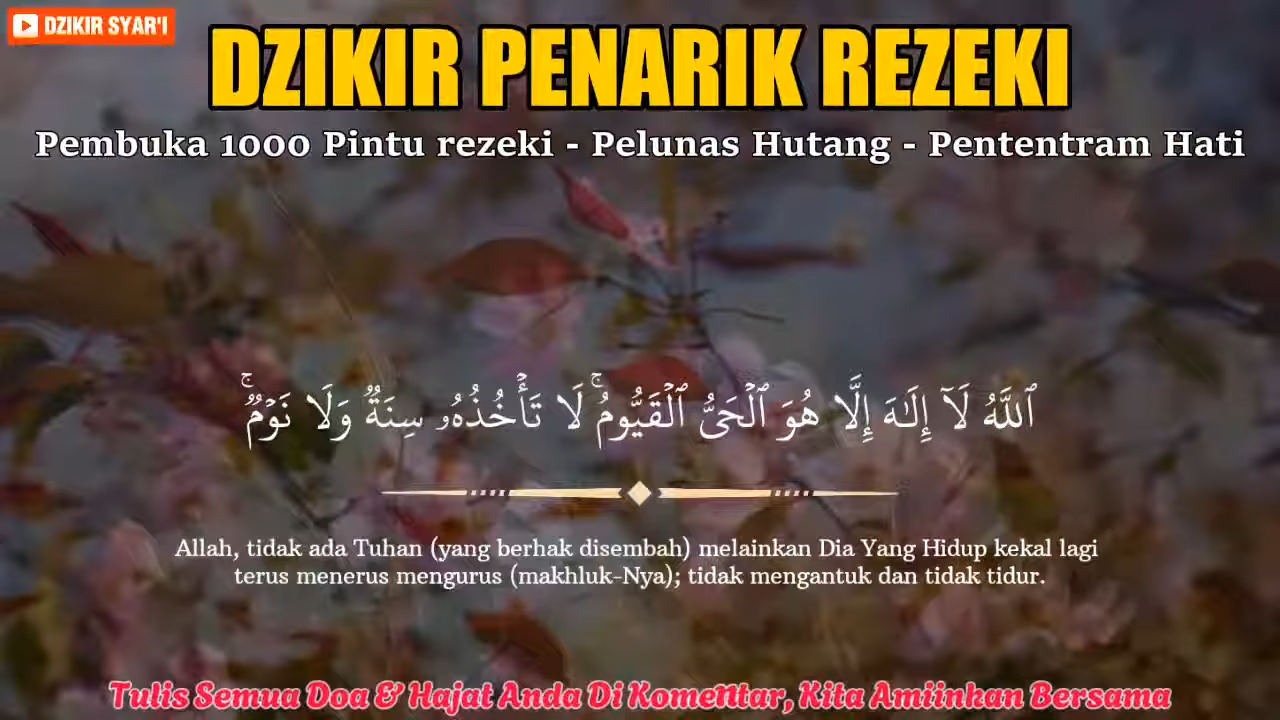 DZIKIR SYAR'I
DZIKIR PENARIK REZEKI
Pembuka 1000 Pintu rezeki - Pelunas Hutang - Pententram Hati
ٱللَّهُ لَآ إِلَـٰهَ إِلَّا هُوَ ٱلْحَىُّ ٱلْقَيُّومُ ۚ لَا تَأْخُذُهُۥ سِنَةٌ وَلَا نَوْمٌ ۚ
Allah, tidak ada Tuhan (yang berhak disembah) melainkan Dia Yang Hidup kekal lagi
terus menerus mengurus (makhluk-Nya); tidak mengantuk dan tidak tidur.
Tulis Semua Doa & Hajat Anda Di Komentar, Kita Amiinkan Bersama